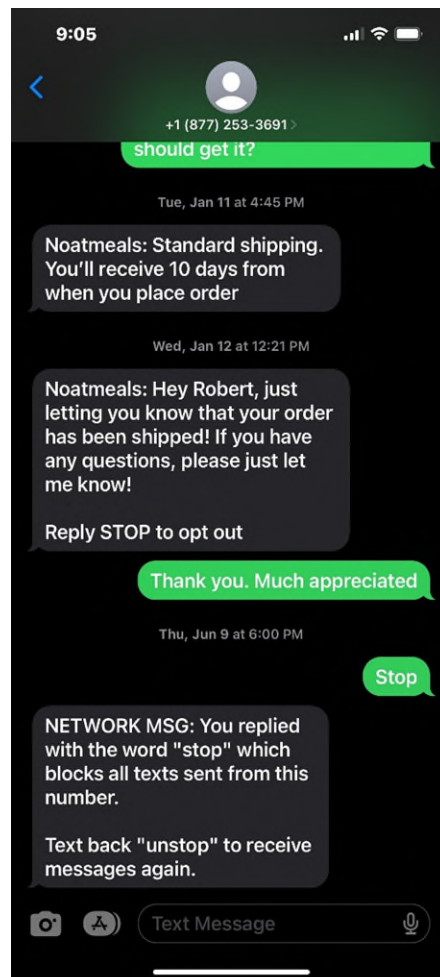 9:05
+1 (877) 253-3691
should get it?
Tue, Jan 11 at 4:45 PM
Noatmeals: Standard shipping.
You’ll receive 10 days from
when you place order
Wed, Jan 12 at 12:21 PM
Noatmeals: Hey Robert, just
letting you know that your order
has been shipped! If you have
any questions, please just let
me know!
Reply STOP to opt out
Thank you. Much appreciated
Thu, Jun 9 at 6:00 PM
Stop
NETWORK MSG: You replied
with the word "stop" which
blocks all texts sent from this
number.
Text back "unstop" to receive
messages again.
Text Message